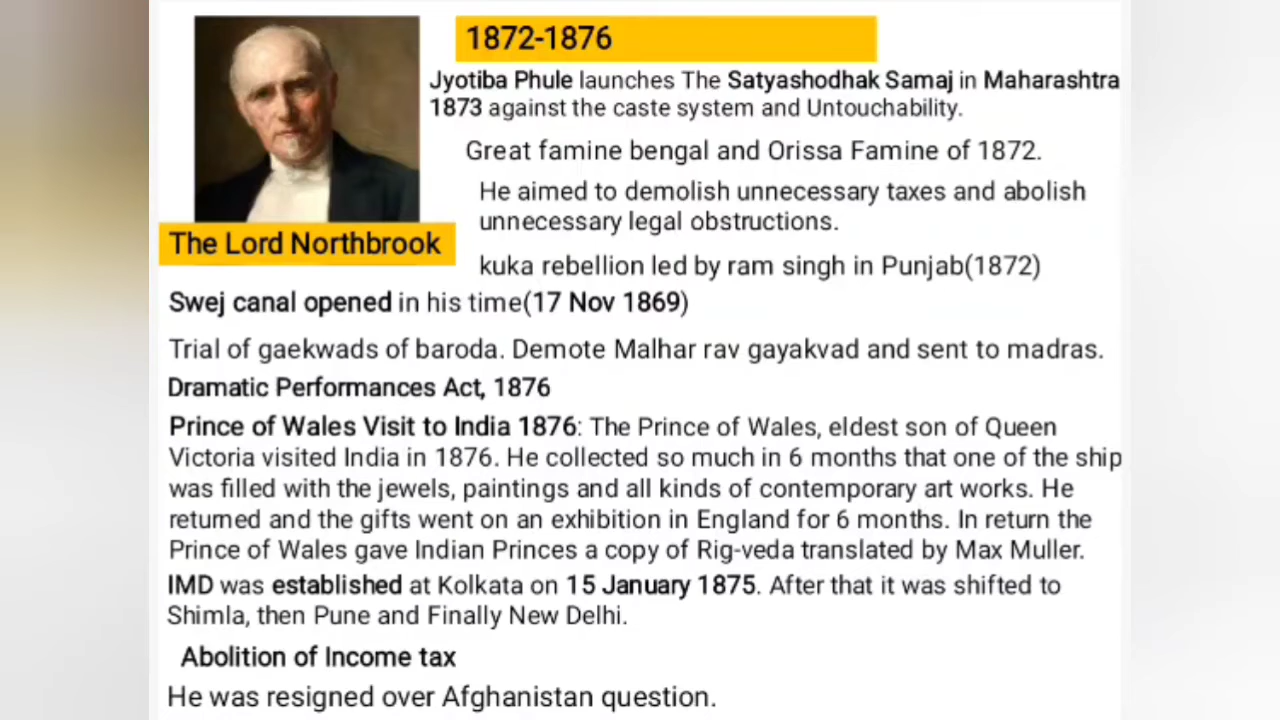 1872-1876
Jyotiba Phule launches The Satyashodhak Samaj in Maharashtra
1873 against the caste system and Untouchability.
Great famine bengal and Orissa Famine of 1872.
He aimed to demolish unnecessary taxes and abolish
unnecessary legal obstructions.
The Lord Northbrook
kuka rebellion led by ram singh in Punjab(1872)
Swej canal opened in his time(17 Nov 1869)
Trial of gaekwads of baroda. Demote Malhar rav gayakvad and sent to madras.
Dramatic Performances Act, 1876
Prince of Wales Visit to India 1876: The Prince of Wales, eldest son of Queen
Victoria visited India in 1876. He collected so much in 6 months that one of the ship
was filled with the jewels, paintings and all kinds of contemporary art works. He
returned and the gifts went on an exhibition in England for 6 months. In return the
Prince of Wales gave Indian Princes a copy of Rig-veda translated by Max Muller.
IMD was established at Kolkata on 15 January 1875. After that it was shifted to
Shimla, then Pune and Finally New Delhi.
Abolition of Income tax
He was resigned over Afghanistan question.